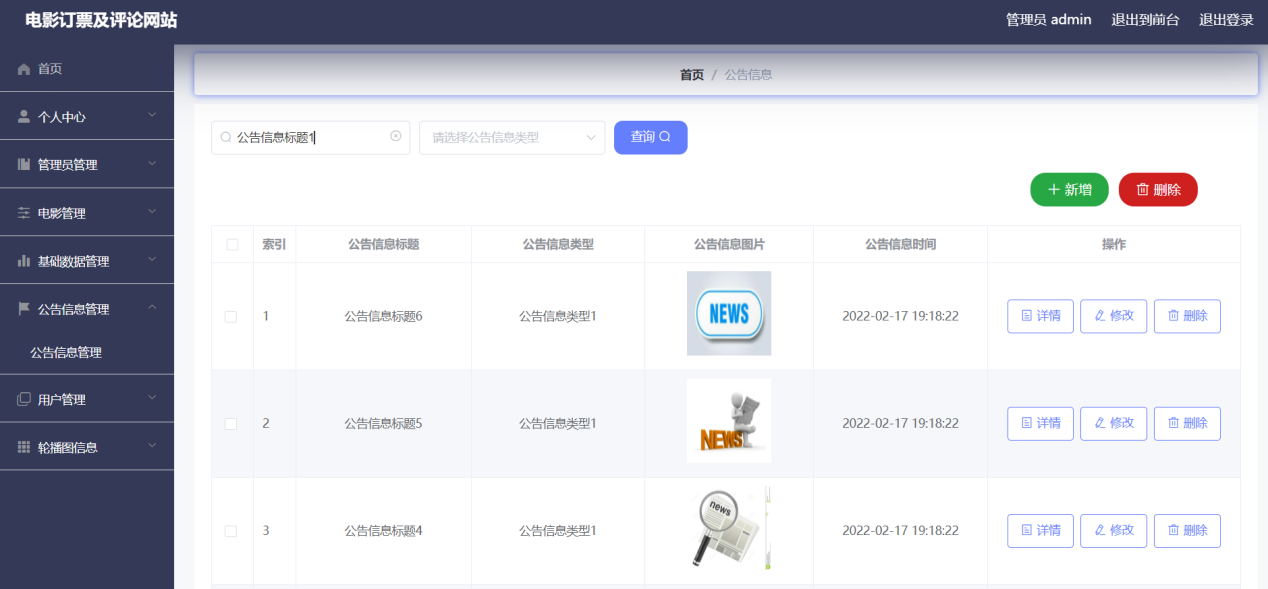 电影订票及评论网站
管理员 admin 退出到前台 退出登录
首页
个人中心
管理员管理
电影管理
基础数据管理
公告信息管理
公告信息管理
用户管理
轮播图信息
首页 / 公告信息
公告信息标题1 请选择公告信息类型 查询
新增 删除
索引 公告信息标题 公告信息类型 公告信息图片 公告信息时间 操作
1 公告信息标题6 公告信息类型1 NEWS 2022-02-17 19:18:22 详情 修改 删除
2 公告信息标题5 公告信息类型1 NEWS 2022-02-17 19:18:22 详情 修改 删除
3 公告信息标题4 公告信息类型1 news 2022-02-17 19:18:22 详情 修改 删除